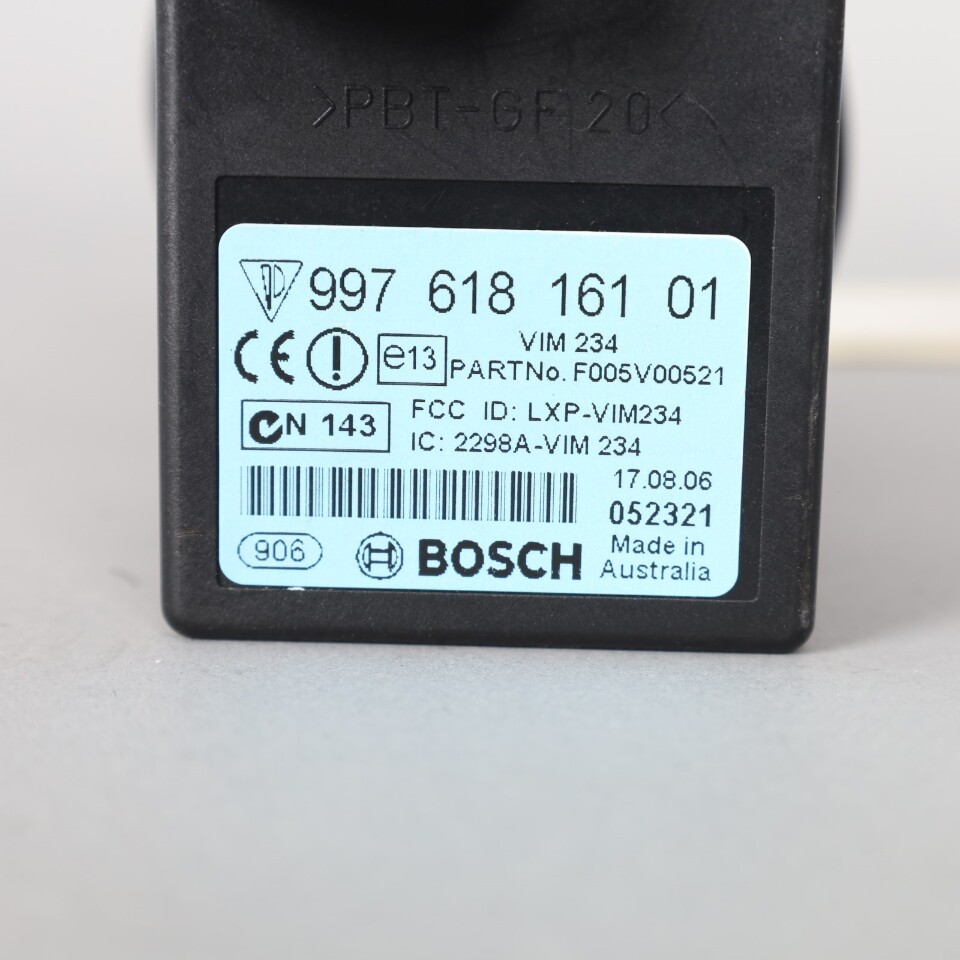 >PBT-GF 20<
997 618 161 01
VIM 234
CE e13 PARTNo. F005V00521
N 143 FCC ID: LXP-VIM234
IC: 2298A-VIM 234
17.08.06
052321
906 BOSCH Made in
Australia